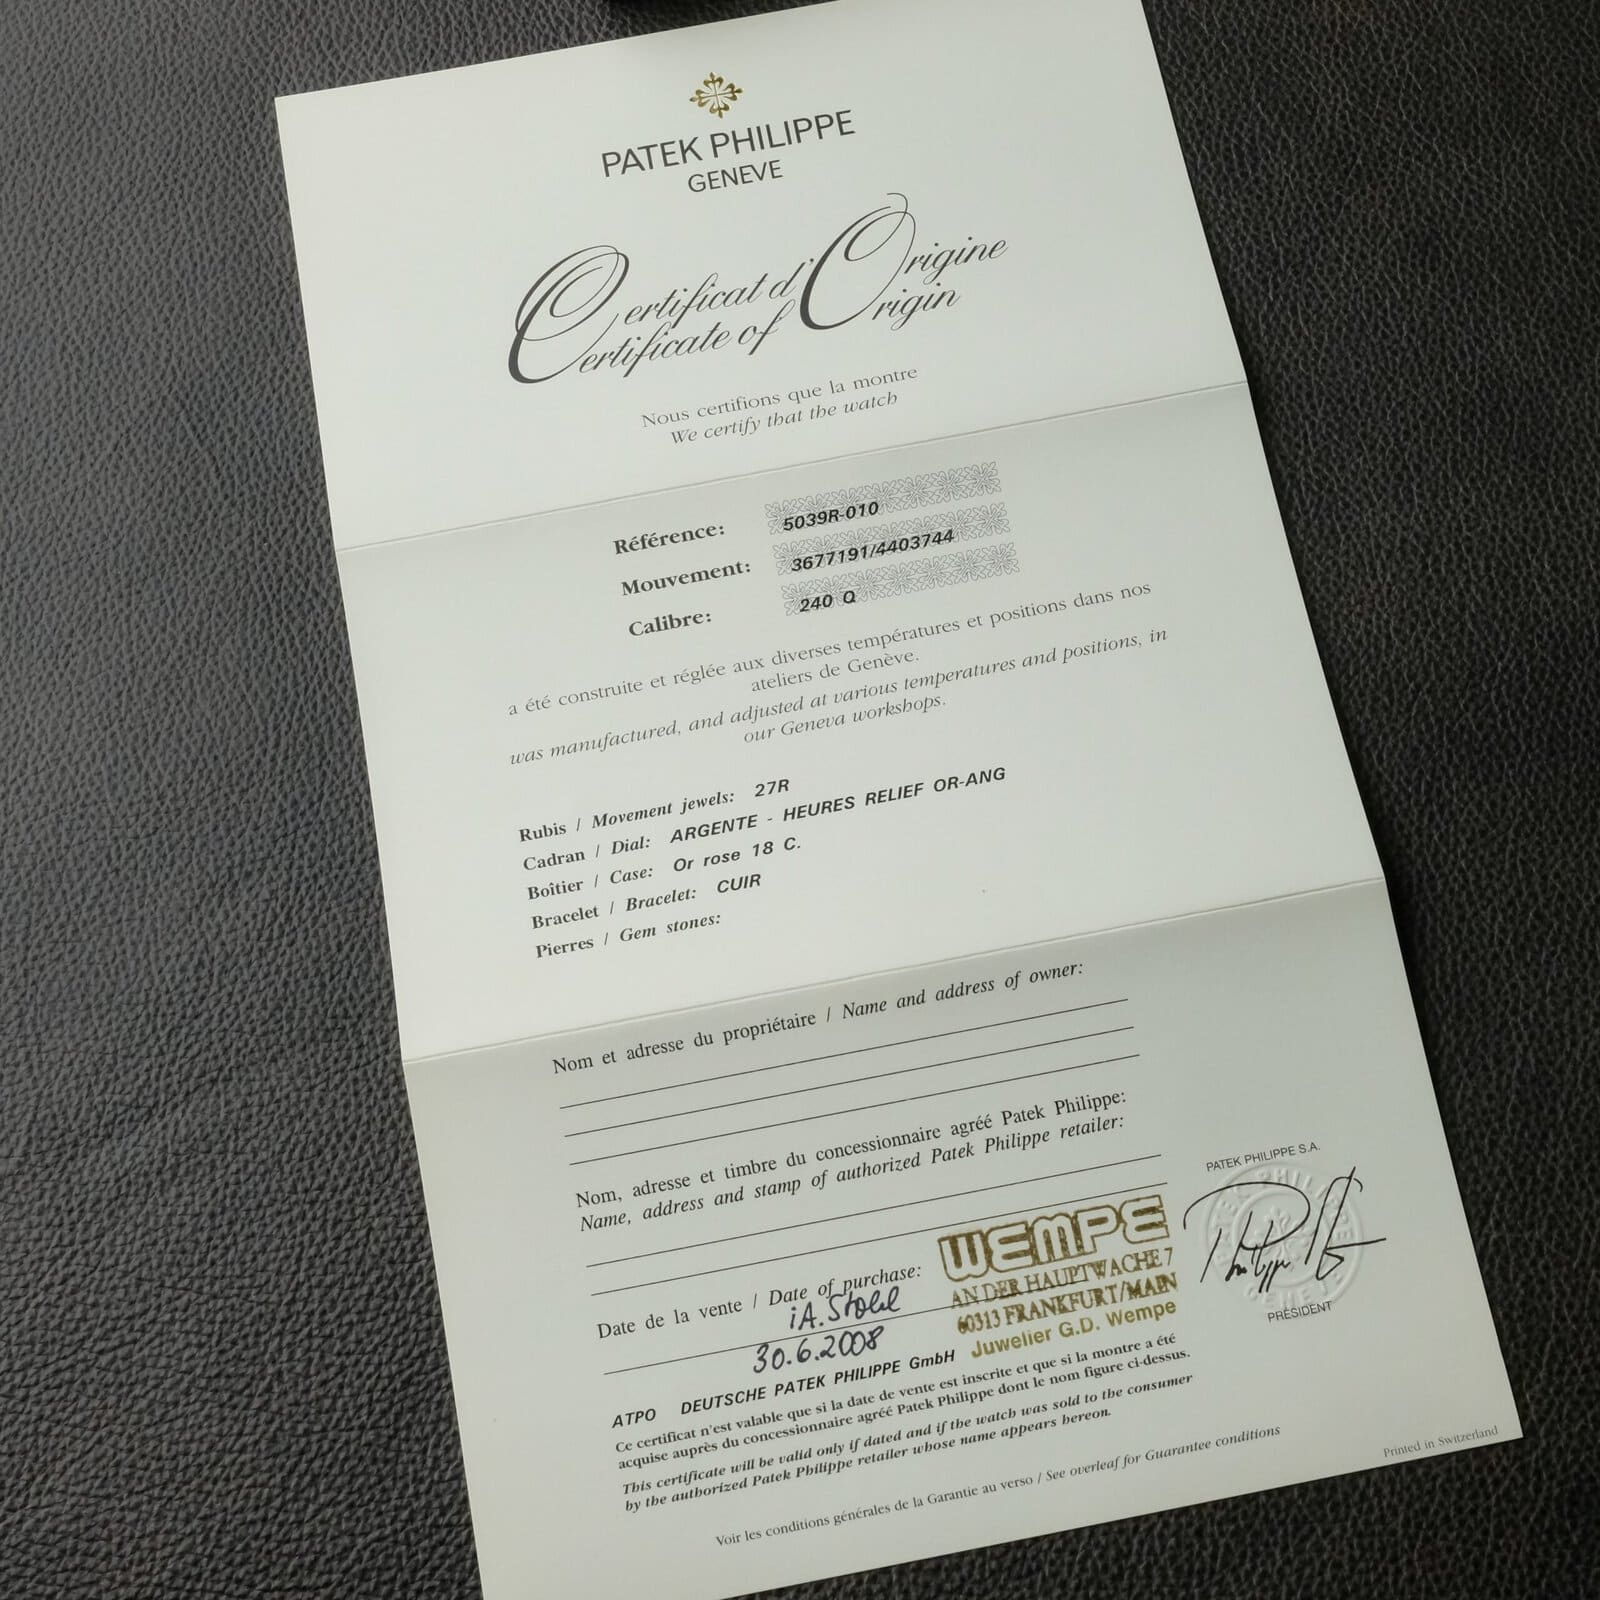 PATEK PHILIPPE
GENEVE
Certificat d'Origine
Certificate of Origin
Nous certifions que la montre
We certify that the watch
Référence: 5039R-010
Mouvement: 3677191/4403744
Calibre: 240 Q
a été construite et réglée aux diverses températures et positions dans nos
ateliers de Genève.
was manufactured, and adjusted at various temperatures and positions, in
our Geneva workshops.
Rubis / Movement jewels: 27R
Cadran / Dial: ARGENTE - HEURES RELIEF OR-ANG
Boîtier / Case: Or rose 18 C.
Bracelet / Bracelet: CUIR
Pierres / Gem stones:
Nom et adresse du propriétaire / Name and address of owner:
Nom, adresse et timbre du concessionnaire agréé Patek Philippe:
Name, address and stamp of authorized Patek Philippe retailer:
WEMPE
AN DER HAUPTWACHE 7
60313 FRANKFURT/MAIN
Juwelier G.D. Wempe
PATEK PHILIPPE S.A.
PRÉSIDENT
Date de la vente / Date of purchase:
30.6.2008
ATPO DEUTSCHE PATEK PHILIPPE GmbH
Ce certificat n'est valable que si la date de vente est inscrite et que si la montre a été
acquise auprès du concessionnaire agréé Patek Philippe dont le nom figure ci-dessus.
This certificate will be valid only if dated and if the watch was sold to the consumer
by the authorized Patek Philippe retailer whose name appears hereon.
Voir les conditions générales de la Garantie au verso / See overleaf for Guarantee conditions
Printed in Switzerland